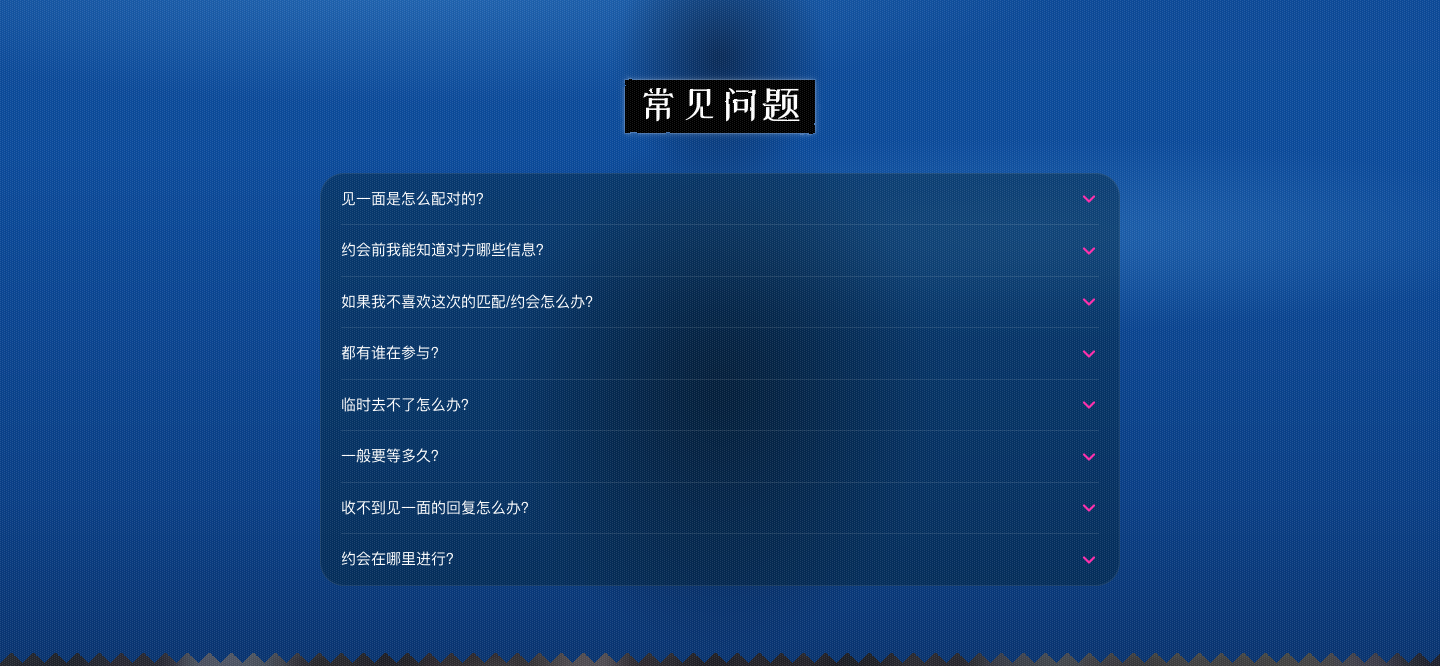 常见问题
见一面是怎么配对的?
约会前我能知道对方哪些信息?
如果我不喜欢这次的匹配/约会怎么办?
都有谁在参与?
临时去不了怎么办?
一般要等多久?
收不到见一面的回复怎么办?
约会在哪里进行?